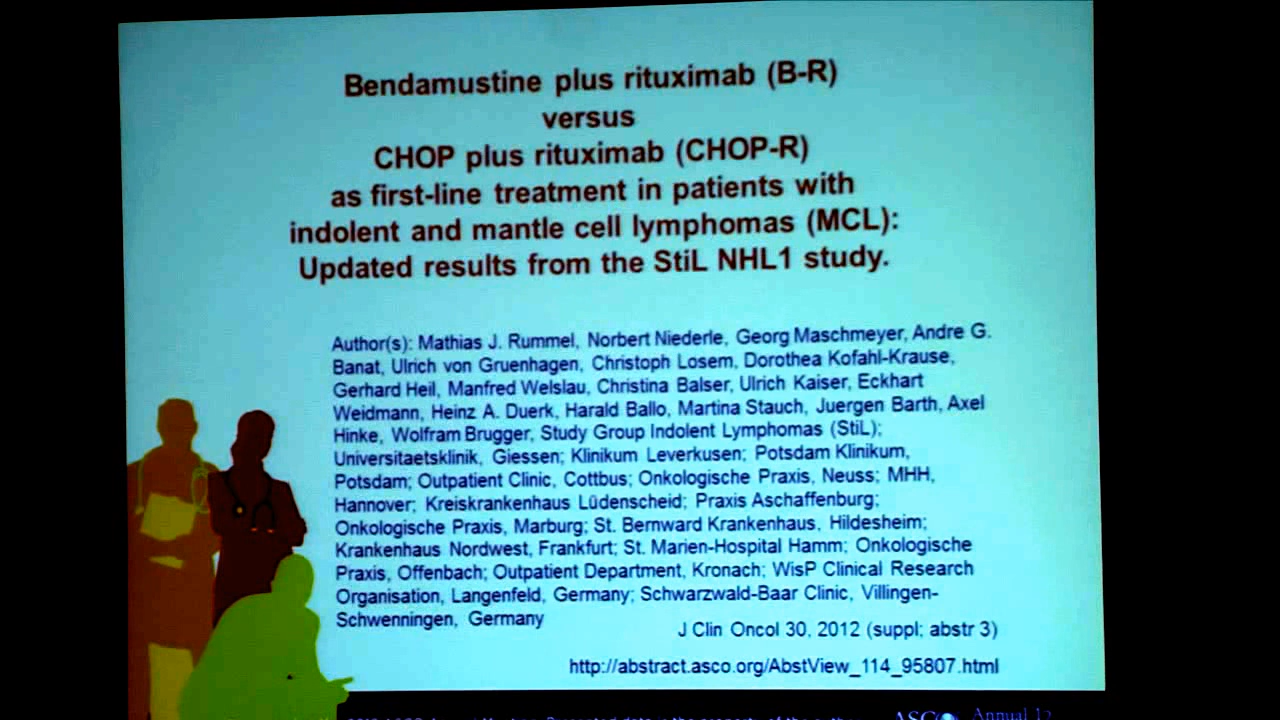 Bendamustine plus rituximab (B-R)
versus
CHOP plus rituximab (CHOP-R)
as first-line treatment in patients with
indolent and mantle cell lymphomas (MCL):
Updated results from the StiL NHL1 study.
Author(s): Mathias J. Rummel, Norbert Niederle, Georg Maschmeyer, Andre G.
Banat, Ulrich von Gruenhagen, Christoph Losem, Dorothea Kofahl-Krause,
Gerhard Heil, Manfred Welslau, Christina Balser, Ulrich Kaiser, Eckhart
Weidmann, Heinz A. Duerk, Harald Ballo, Martina Stauch, Juergen Barth, Axel
Hinke, Wolfram Brugger, Study Group Indolent Lymphomas (StiL);
Universitaetsklinik, Giessen; Klinikum Leverkusen; Potsdam Klinikum,
Potsdam; Outpatient Clinic, Cottbus; Onkologische Praxis, Neuss; MHH,
Hannover; Kreiskrankenhaus Lüdenscheid; Praxis Aschaffenburg;
Onkologische Praxis, Marburg; St. Bernward Krankenhaus, Hildesheim;
Krankenhaus Nordwest, Frankfurt; St. Marien-Hospital Hamm; Onkologische
Praxis, Offenbach; Outpatient Department, Kronach; WisP Clinical Research
Organisation, Langenfeld, Germany; Schwarzwald-Baar Clinic, Villingen-
Schwenningen, Germany
J Clin Oncol 30, 2012 (suppl; abstr 3)
http://abstract.asco.org/AbstView_114_95807.html
ASCO Annual 12